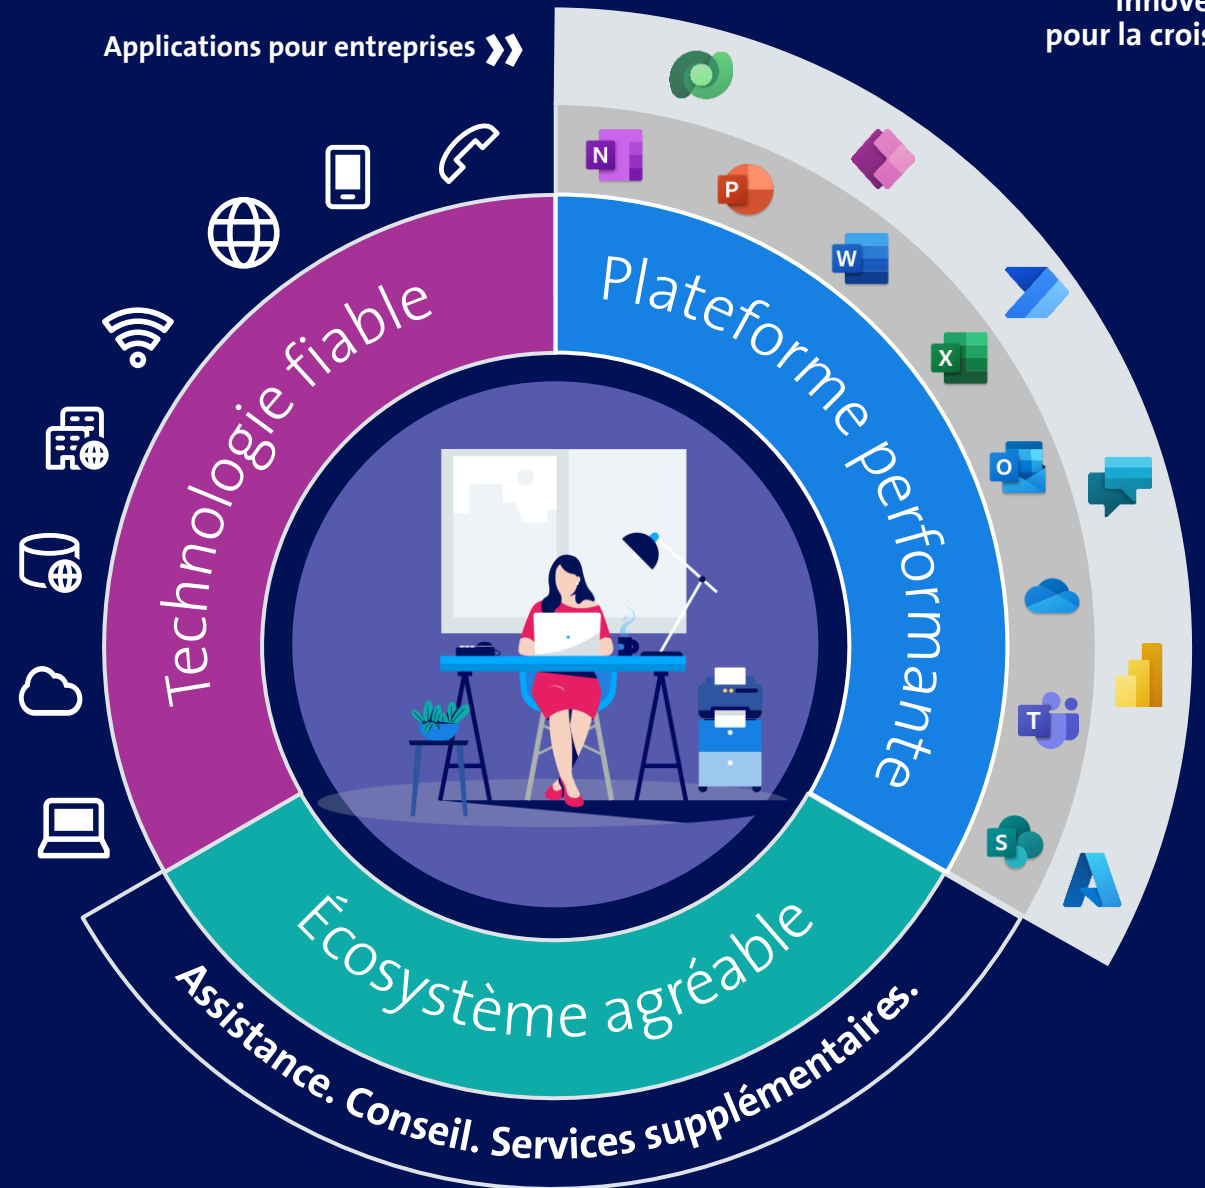 Applications pour entreprises
pour la crois
Technologie fiable
Plateforme performante
Écosystème agréable
Assistance. Conseil. Services supplémentaires.
N
P
W
X
O
T
S